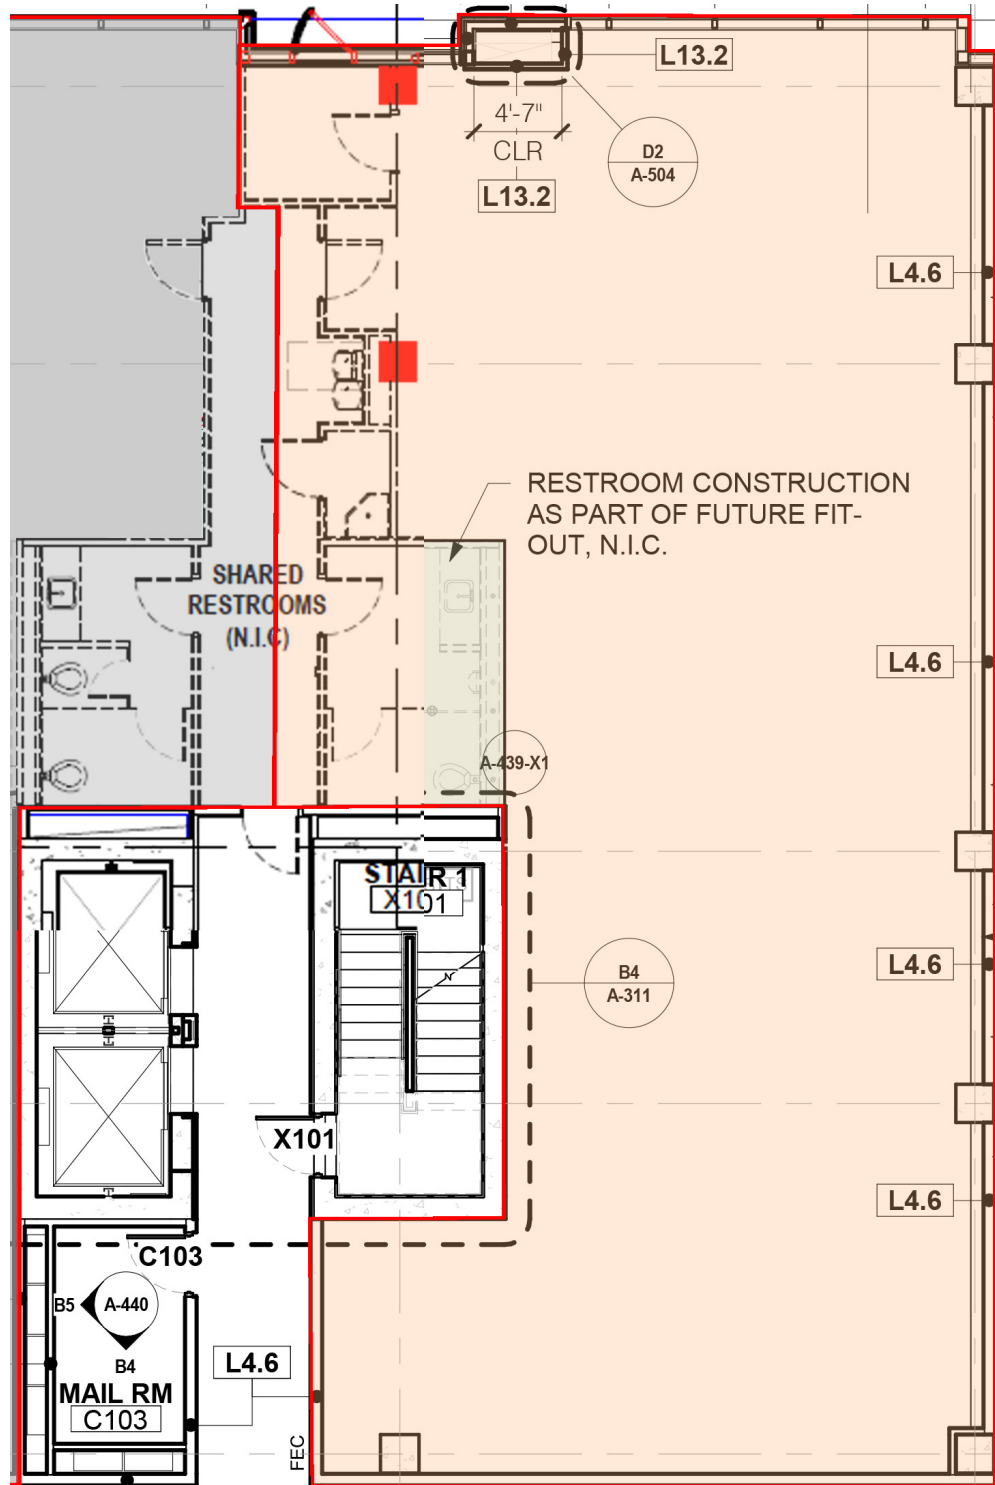 L13.2
4'-7"
CLR
L13.2
D2
A-504
L4.6
RESTROOM CONSTRUCTION
AS PART OF FUTURE FIT-
OUT, N.I.C.
SHARED
RESTROOMS
(N.I.C)
L4.6
A-439-X1
STAIR 1
X101
B4
A-311
L4.6
X101
L4.6
C103
B5
A-440
B4
L4.6
MAIL RM
C103
FEC